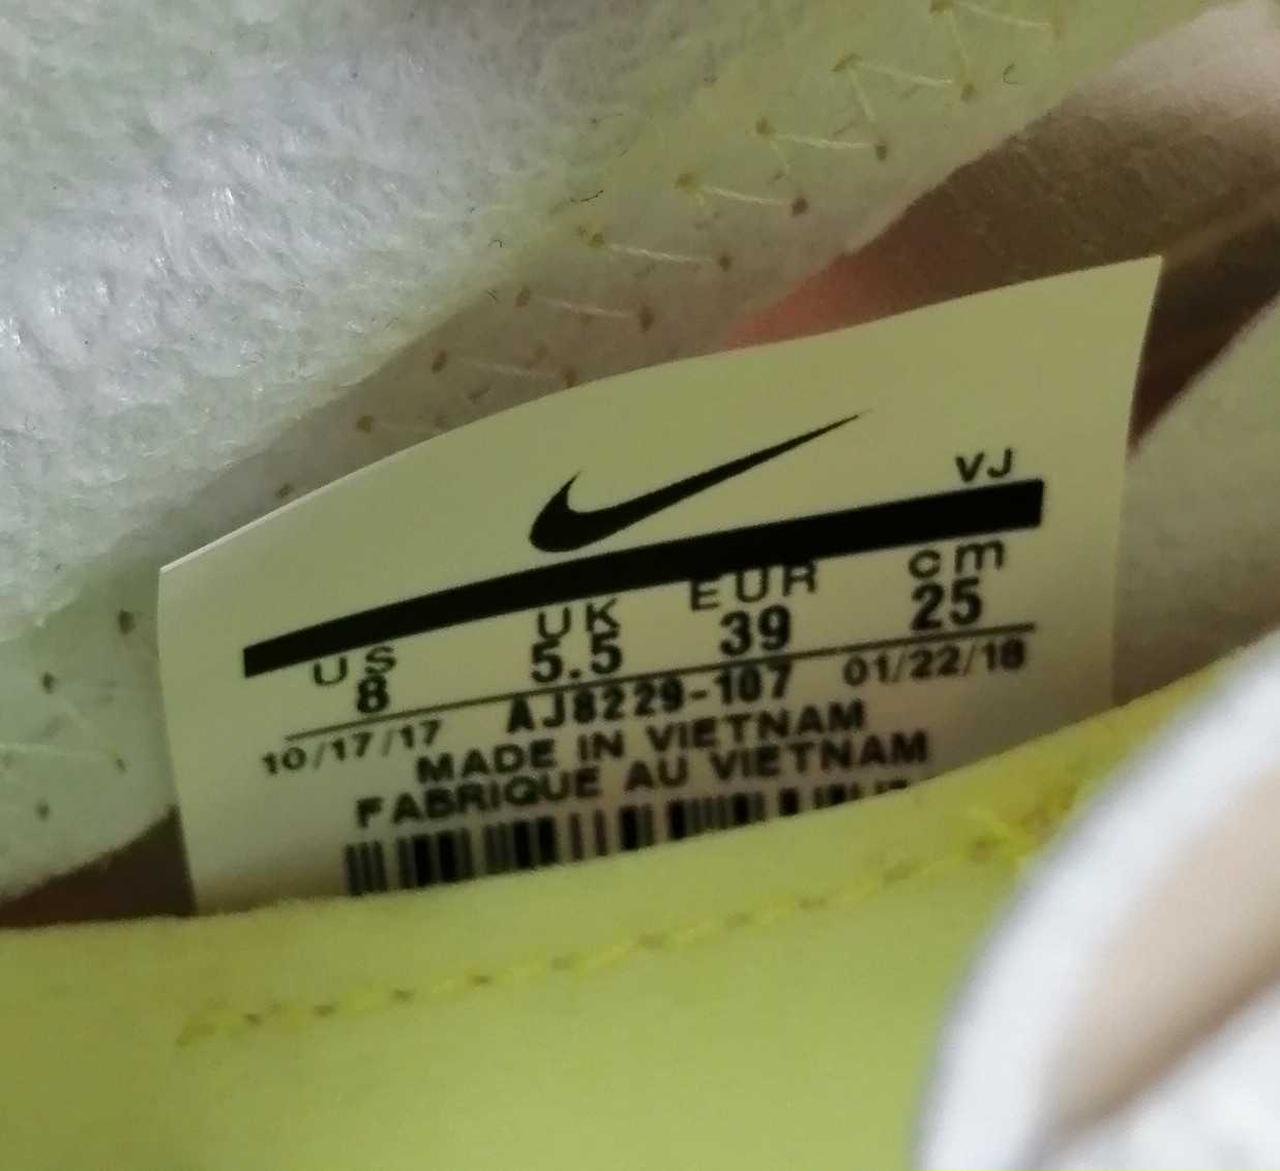 VJ
US UK EUR cm
8 5.5 39 25
10/17/17 AJ8229-107 01/22/18
MADE IN VIETNAM
FABRIQUE AU VIETNAM